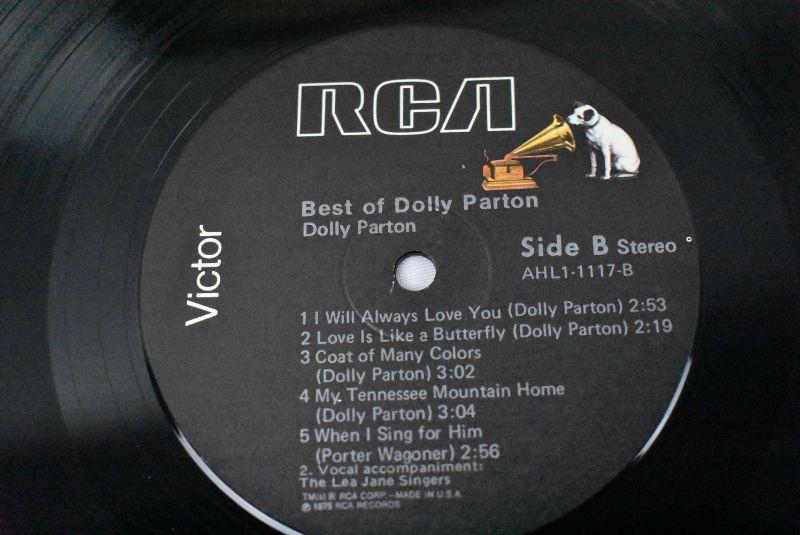 RCA
Best of Dolly Parton
Dolly Parton
Victor
Side B Stereo
AHL1-1117-B
1 I Will Always Love You (Dolly Parton) 2:53
2 Love Is Like a Butterfly (Dolly Parton) 2:19
3 Coat of Many Colors
(Dolly Parton) 3:02
4 My Tennessee Mountain Home
(Dolly Parton) 3:04
5 When I Sing for Him
(Porter Wagoner) 2:56
2. Vocal accompaniment:
The Lea Jane Singers
TM(s) ® RCA CORP.—MADE IN U.S.A.
℗ 1975 RCA RECORDS